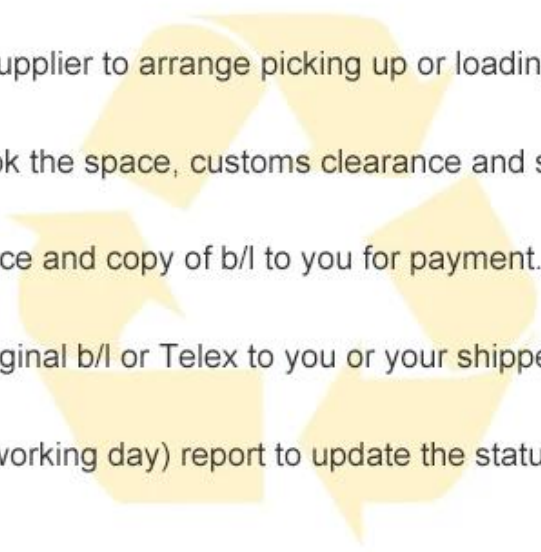 upplier to arrange picking up or loadin
ok the space, customs clearance and s
ce and copy of b/l to you for payment.
ginal b/l or Telex to you or your shippe
working day) report to update the statu